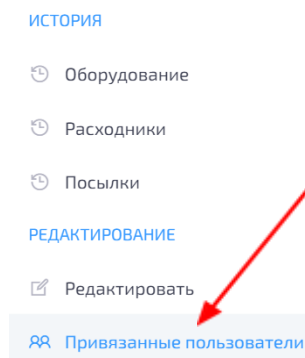 ИСТОРИЯ
Оборудование
Расходники
Посылки
РЕДАКТИРОВАНИЕ
Редактировать
Привязанные пользователи